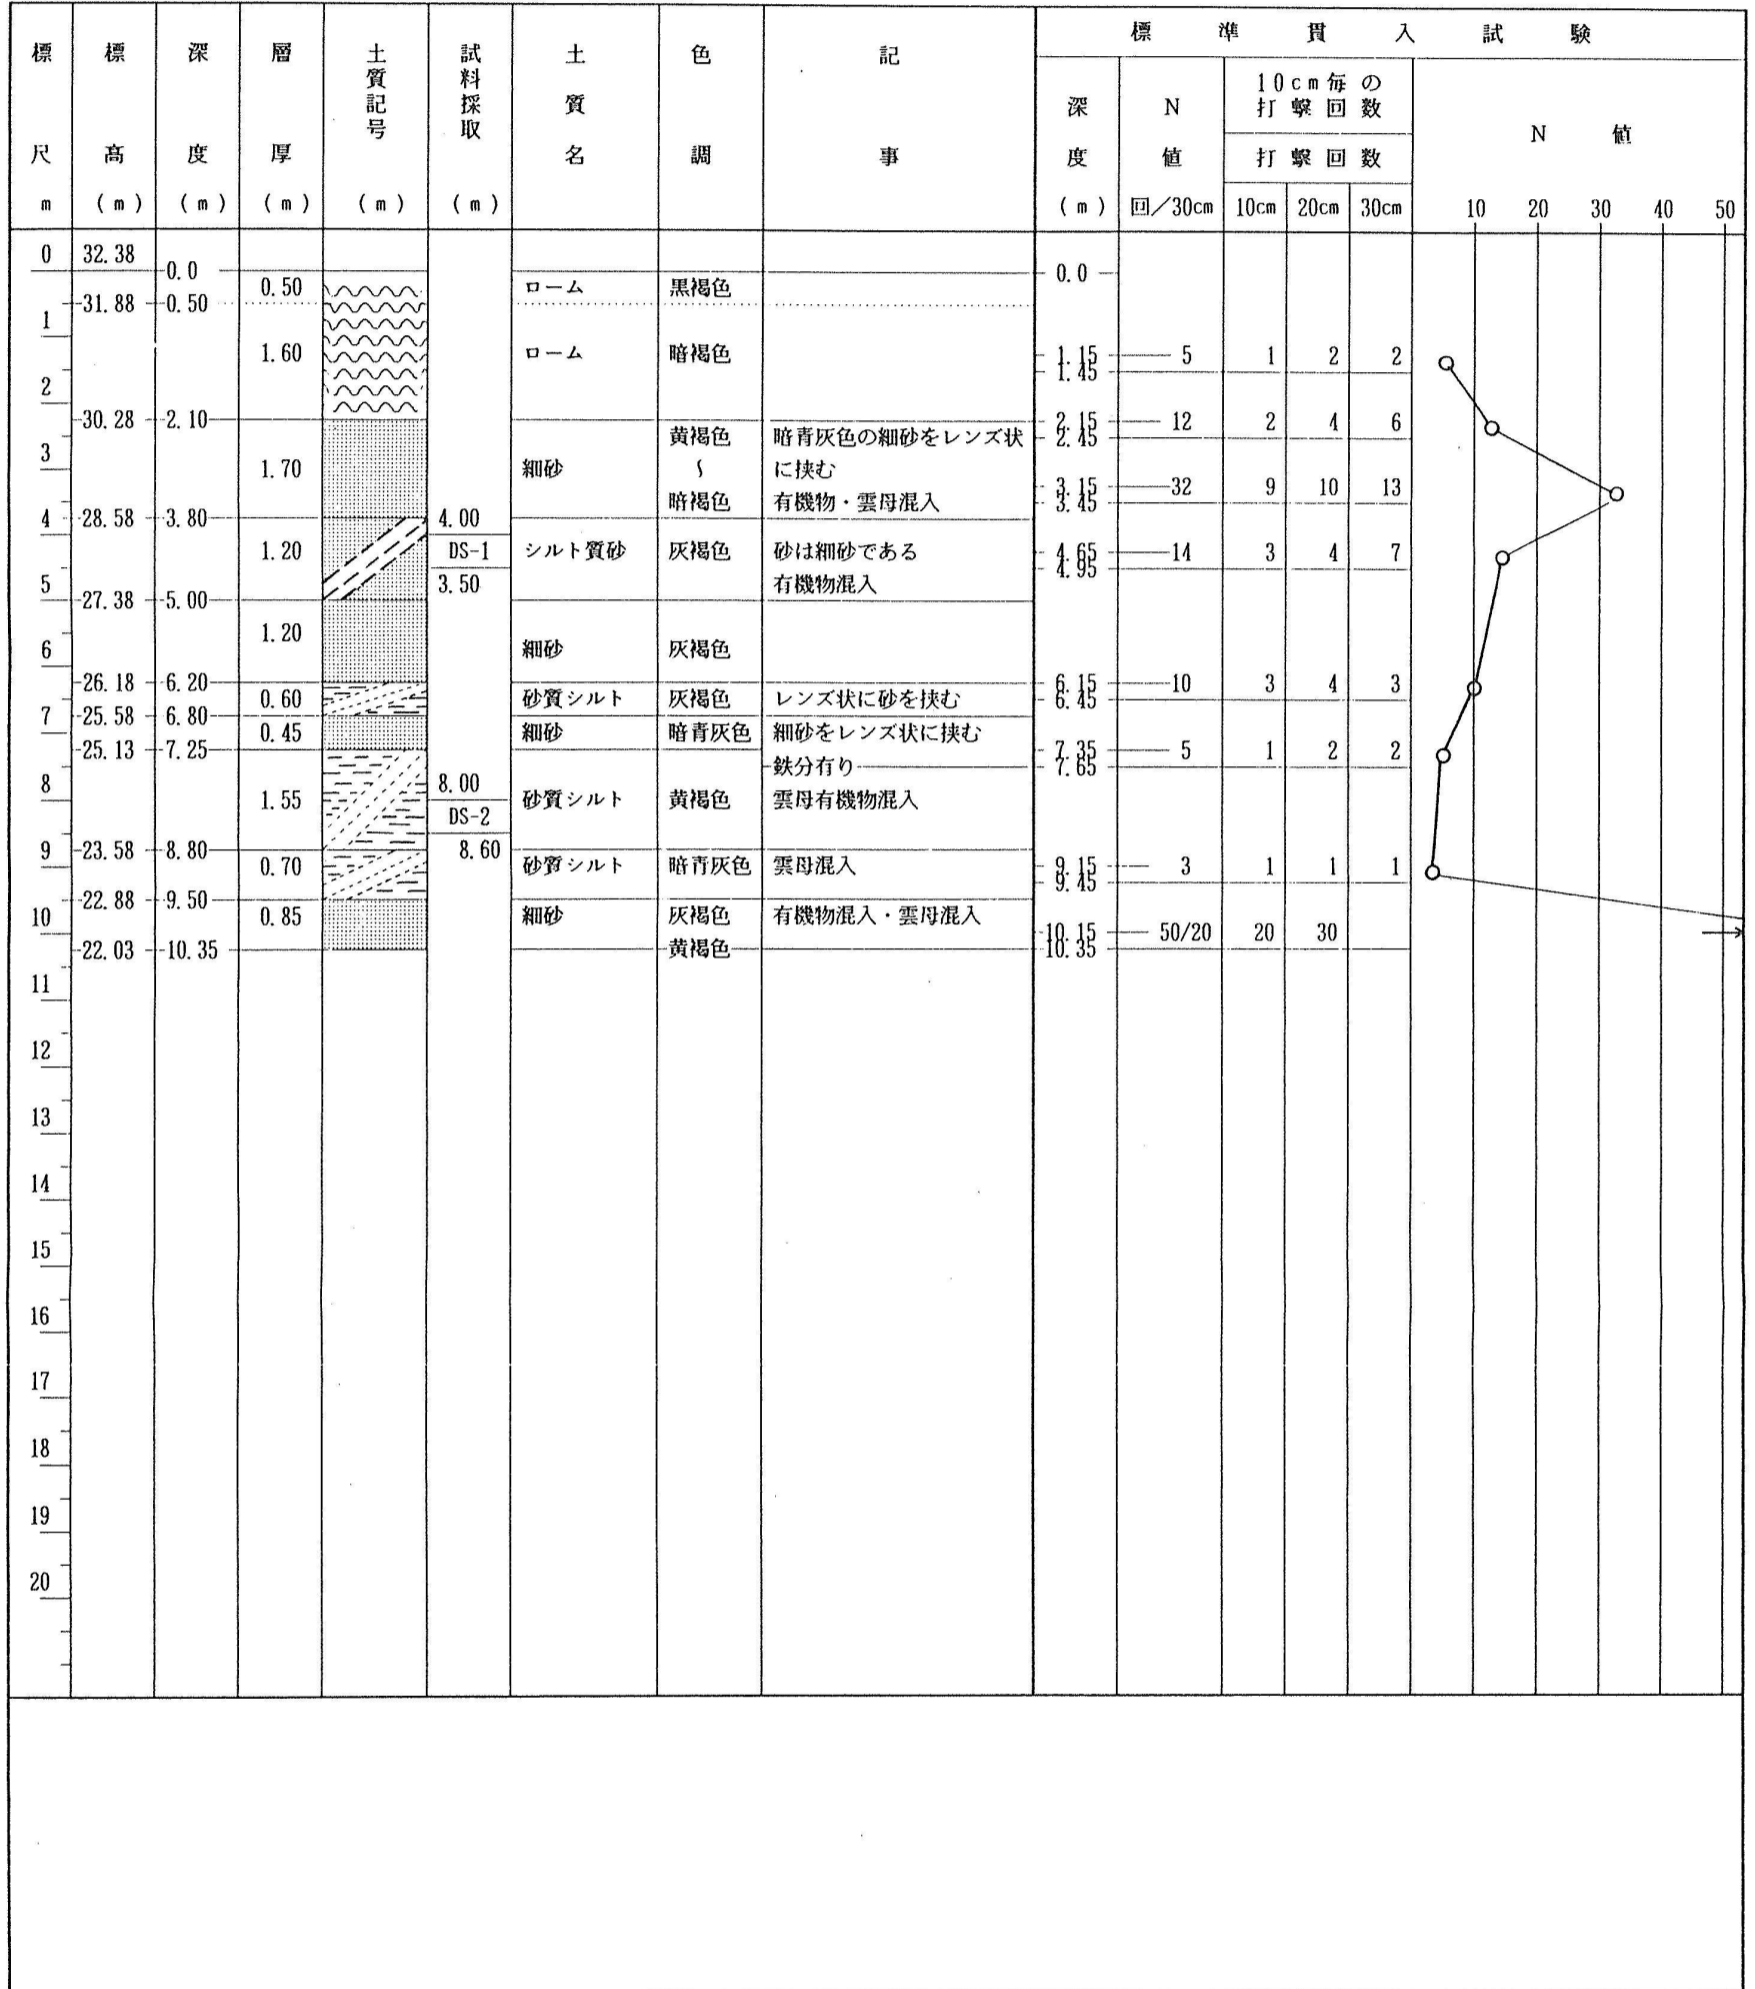 標 準 貫 入 試 験
標尺 m
標高 (m)
深度 (m)
層厚 (m)
土質記号 (m)
試料採取 (m)
土質名
色調
記事
深度 (m)
N値 回/30cm
10cm毎の
打撃回数
打撃回数
10cm 20cm 30cm
N 値
10 20 30 40 50
0 32.38
0.0 0.0
0.50 ローム 黒褐色
31.88 0.50
1
1.60 ローム 暗褐色 1.15 5 1 2 2
1.45
2
30.28 2.10 2.15 12 2 4 6
黄褐色 暗青灰色の細砂をレンズ状 2.45
3
1.70 細砂 〜 に挟む
3.15 32 9 10 13
暗褐色 有機物・雲母混入 3.45
4 28.58 3.80 4.00
1.20 DS-1 シルト質砂 灰褐色 砂は細砂である 4.65 14 3 4 7
4.95
5 3.50 有機物混入
27.38 5.00
1.20
6 細砂 灰褐色
26.18 6.20 6.15 10 3 4 3
0.60 砂質シルト 灰褐色 レンズ状に砂を挟む 6.45
7 25.58 6.80
0.45 細砂 暗青灰色 細砂をレンズ状に挟む
25.13 7.25 7.35 5 1 2 2
鉄分有り 7.65
8 8.00
1.55 砂質シルト 黄褐色 雲母有機物混入
DS-2
9 23.58 8.80 8.60
0.70 砂質シルト 暗青灰色 雲母混入 9.15 3 1 1 1
9.45
22.88 9.50
10 0.85 細砂 灰褐色 有機物混入・雲母混入
10.15 50/20 20 30
22.03 10.35 黄褐色 10.35
11
12
13
14
15
16
17
18
19
20